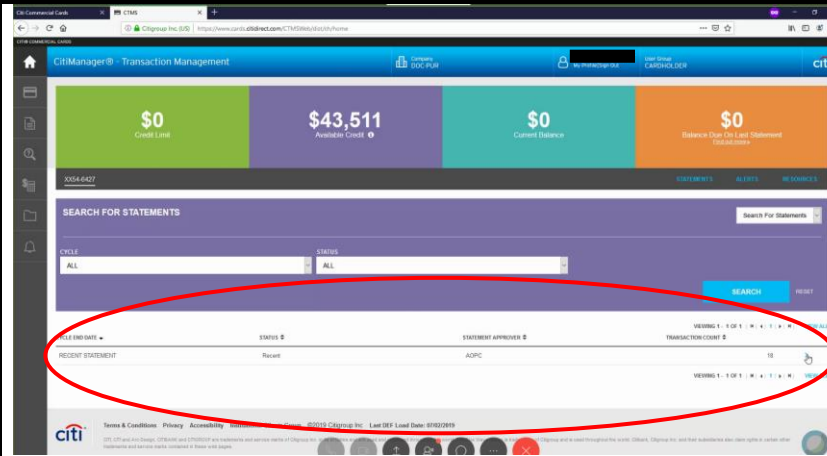 Citi Commercial Cards
CTMS
Citigroup Inc. (US)
https://www.cards.citidirect.com/CTMSWeb/dist/ch/home
CITI® COMMERCIAL CARDS
CitiManager® - Transaction Management
Company
DOC-PUR
User Group
CARDHOLDER
citi
$0
Credit Limit
$43,511
Available Credit
$0
Current Balance
$0
Balance Due On Last Statement
XX54-6427
STATEMENTS ALERTS RESOURCES
SEARCH FOR STATEMENTS
Search For Statements
CYCLE
ALL
STATUS
ALL
SEARCH
RESET
VIEWING 1 - 1 OF 1
CYCLE END DATE
STATUS
STATEMENT APPROVER
TRANSACTION COUNT
RECENT STATEMENT
Recent
AOPC
18
VIEWING 1 - 1 OF 1
citi
Terms & Conditions Privacy Accessibility
©2019 Citigroup Inc Last DEF Load Date: 07/02/2019